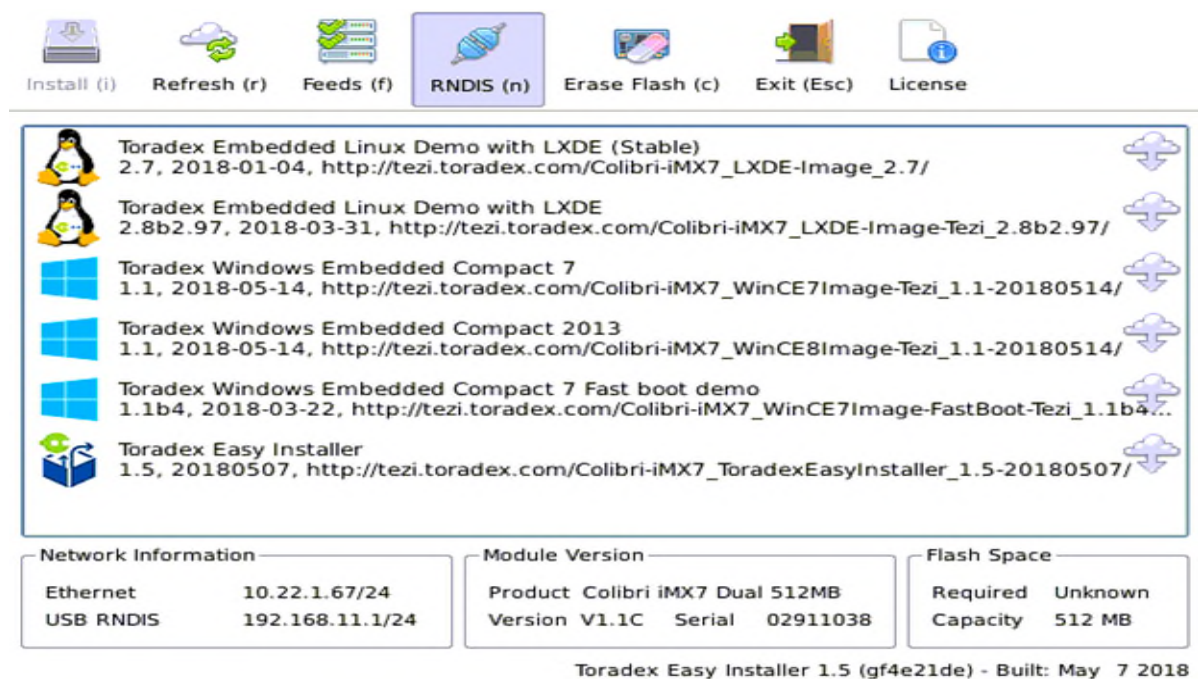 Install (i) Refresh (r) Feeds (f) RNDIS (n) Erase Flash (c) Exit (Esc) License
Toradex Embedded Linux Demo with LXDE (Stable)
2.7, 2018-01-04, http://tezi.toradex.com/Colibri-iMX7_LXDE-Image_2.7/
Toradex Embedded Linux Demo with LXDE
2.8b2.97, 2018-03-31, http://tezi.toradex.com/Colibri-iMX7_LXDE-Image-Tezi_2.8b2.97/
Toradex Windows Embedded Compact 7
1.1, 2018-05-14, http://tezi.toradex.com/Colibri-iMX7_WinCE7Image-Tezi_1.1-20180514/
Toradex Windows Embedded Compact 2013
1.1, 2018-05-14, http://tezi.toradex.com/Colibri-iMX7_WinCE8Image-Tezi_1.1-20180514/
Toradex Windows Embedded Compact 7 Fast boot demo
1.1b4, 2018-03-22, http://tezi.toradex.com/Colibri-iMX7_WinCE7Image-FastBoot-Tezi_1.1b4...
Toradex Easy Installer
1.5, 20180507, http://tezi.toradex.com/Colibri-iMX7_ToradexEasyInstaller_1.5-20180507/
Network Information
Ethernet 10.22.1.67/24
USB RNDIS 192.168.11.1/24
Module Version
Product Colibri iMX7 Dual 512MB
Version V1.1C Serial 02911038
Flash Space
Required Unknown
Capacity 512 MB
Toradex Easy Installer 1.5 (gf4e21de) - Built: May 7 2018